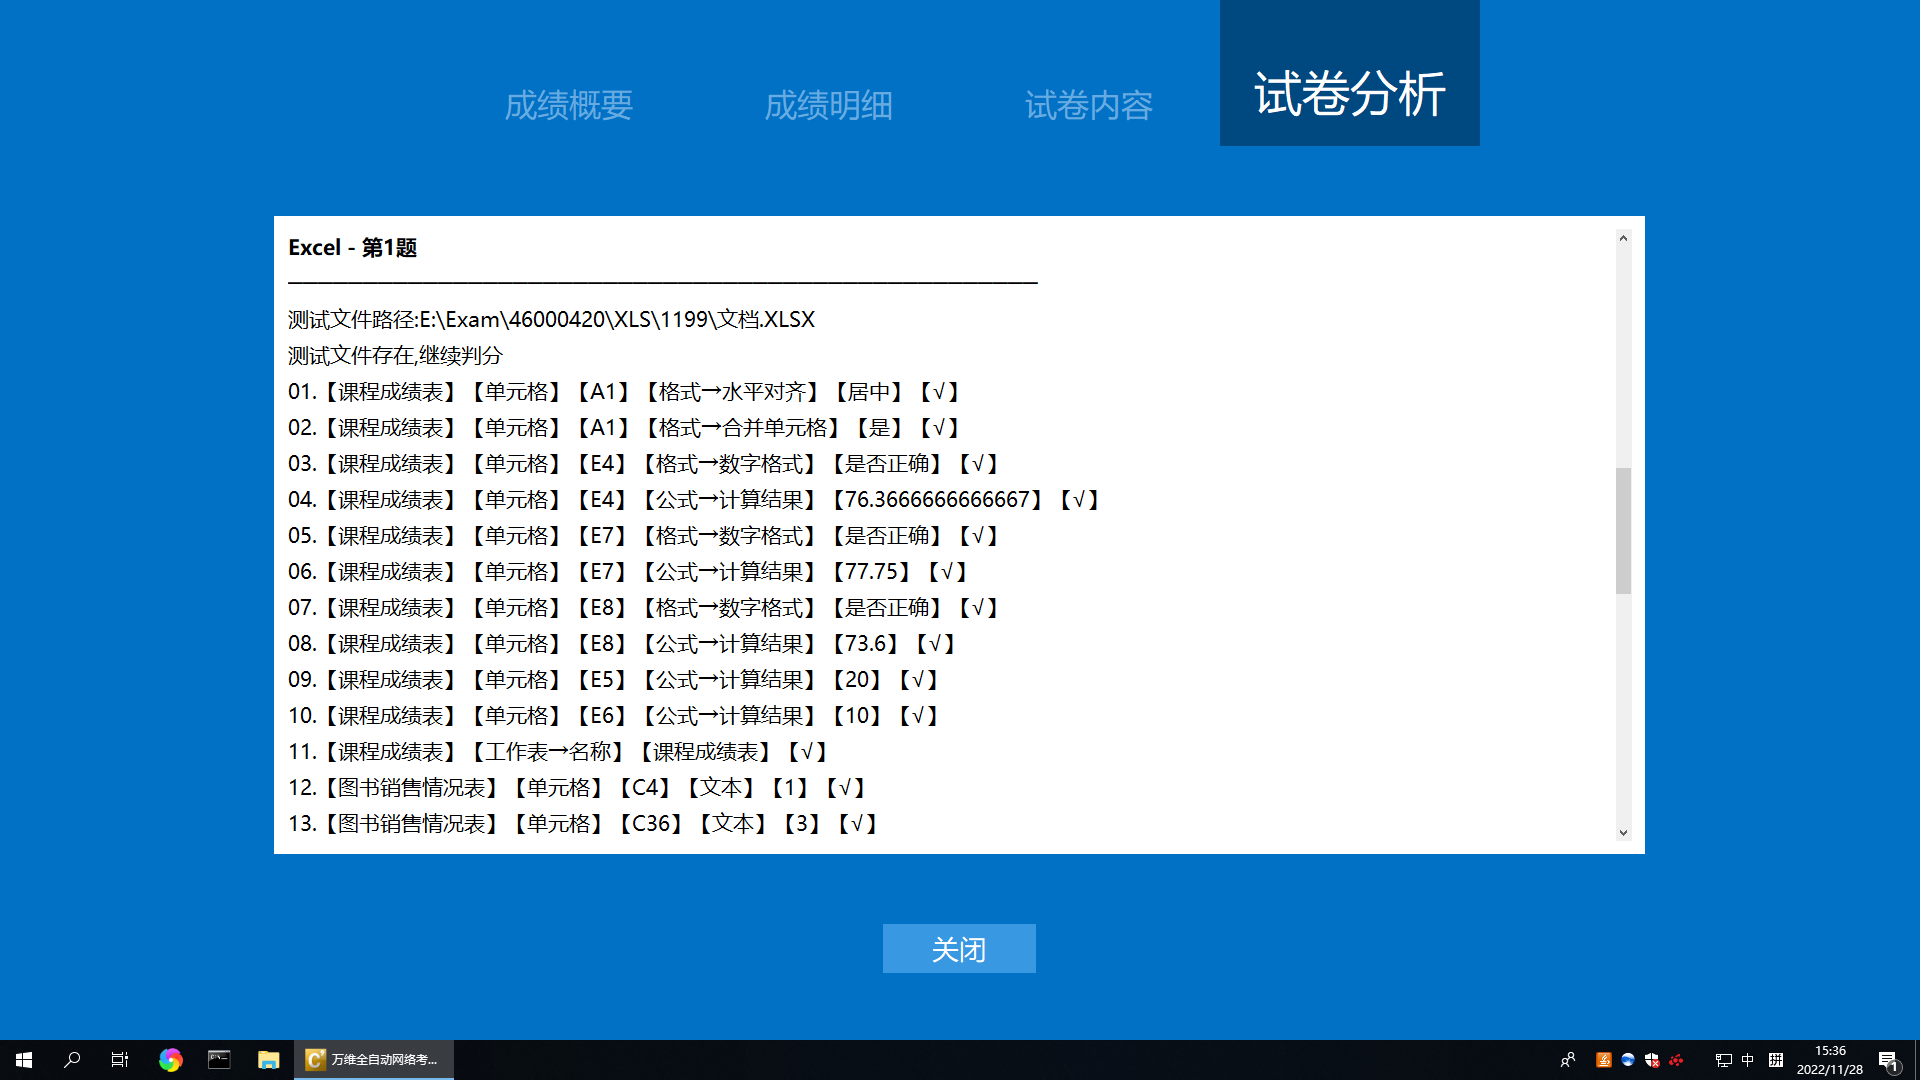 成绩概要 成绩明细 试卷内容 试卷分析
Excel - 第1题
测试文件路径:E:\Exam\46000420\XLS\1199\文档.XLSX
测试文件存在,继续判分
01.【课程成绩表】【单元格】【A1】【格式→水平对齐】【居中】【√】
02.【课程成绩表】【单元格】【A1】【格式→合并单元格】【是】【√】
03.【课程成绩表】【单元格】【E4】【格式→数字格式】【是否正确】【√】
04.【课程成绩表】【单元格】【E4】【公式→计算结果】【76.3666666666667】【√】
05.【课程成绩表】【单元格】【E7】【格式→数字格式】【是否正确】【√】
06.【课程成绩表】【单元格】【E7】【公式→计算结果】【77.75】【√】
07.【课程成绩表】【单元格】【E8】【格式→数字格式】【是否正确】【√】
08.【课程成绩表】【单元格】【E8】【公式→计算结果】【73.6】【√】
09.【课程成绩表】【单元格】【E5】【公式→计算结果】【20】【√】
10.【课程成绩表】【单元格】【E6】【公式→计算结果】【10】【√】
11.【课程成绩表】【工作表→名称】【课程成绩表】【√】
12.【图书销售情况表】【单元格】【C4】【文本】【1】【√】
13.【图书销售情况表】【单元格】【C36】【文本】【3】【√】
关闭
万维全自动网络考...
中 拼
15:36
2022/11/28
1